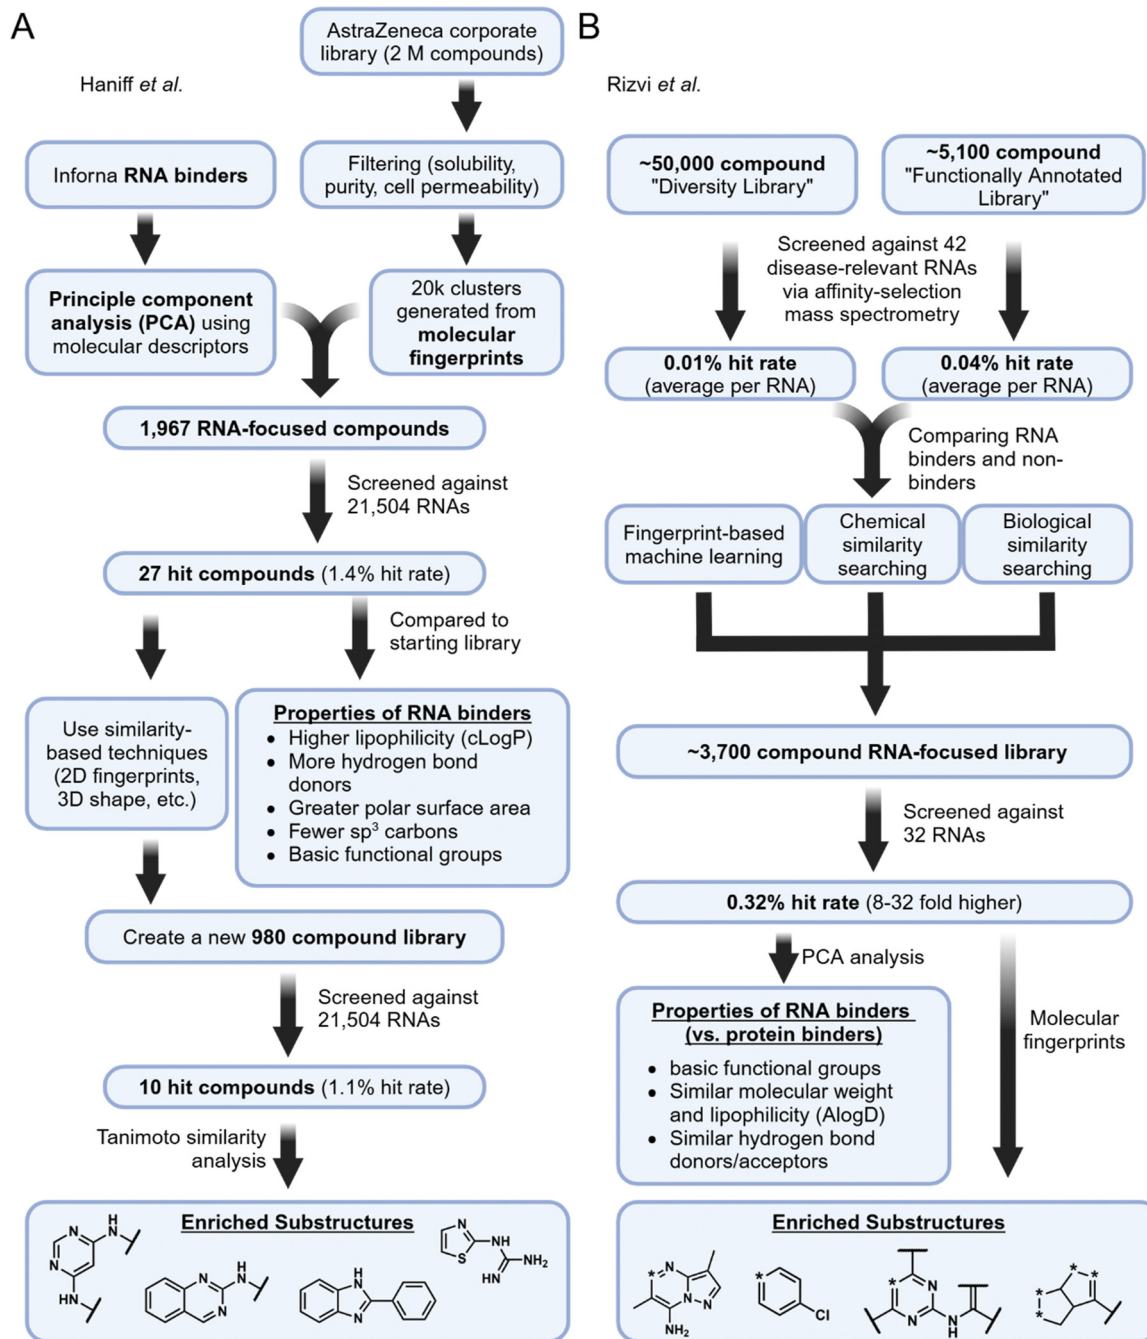 A
AstraZeneca corporate
library (2 M compounds)
Haniff et al.
Inforna RNA binders
Filtering (solubility,
purity, cell permeability)
Principle component
analysis (PCA) using
molecular descriptors
20k clusters
generated from
molecular
fingerprints
1,967 RNA-focused compounds
Screened against
21,504 RNAs
27 hit compounds (1.4% hit rate)
Compared to
starting library
Use similarity-
based techniques
(2D fingerprints,
3D shape, etc.)
Properties of RNA binders
• Higher lipophilicity (cLogP)
• More hydrogen bond
donors
• Greater polar surface area
• Fewer sp³ carbons
• Basic functional groups
Create a new 980 compound library
Screened against
21,504 RNAs
10 hit compounds (1.1% hit rate)
Tanimoto similarity
analysis
Enriched Substructures
H
N
N
N
HN
N
H
N
N
H
N
N
N
S
NH
NH₂
NH
B
Rizvi et al.
~50,000 compound
"Diversity Library"
~5,100 compound
"Functionally Annotated
Library"
Screened against 42
disease-relevant RNAs
via affinity-selection
mass spectrometry
0.01% hit rate
(average per RNA)
0.04% hit rate
(average per RNA)
Comparing RNA
binders and non-
binders
Fingerprint-based
machine learning
Chemical
similarity
searching
Biological
similarity
searching
~3,700 compound RNA-focused library
Screened against
32 RNAs
0.32% hit rate (8-32 fold higher)
PCA analysis
Properties of RNA binders
(vs. protein binders)
• basic functional groups
• Similar molecular weight
and lipophilicity (AlogD)
• Similar hydrogen bond
donors/acceptors
Molecular
fingerprints
Enriched Substructures
*
N
N
N
NH₂
*
Cl
*
N
N
N
H
*
*
*
*